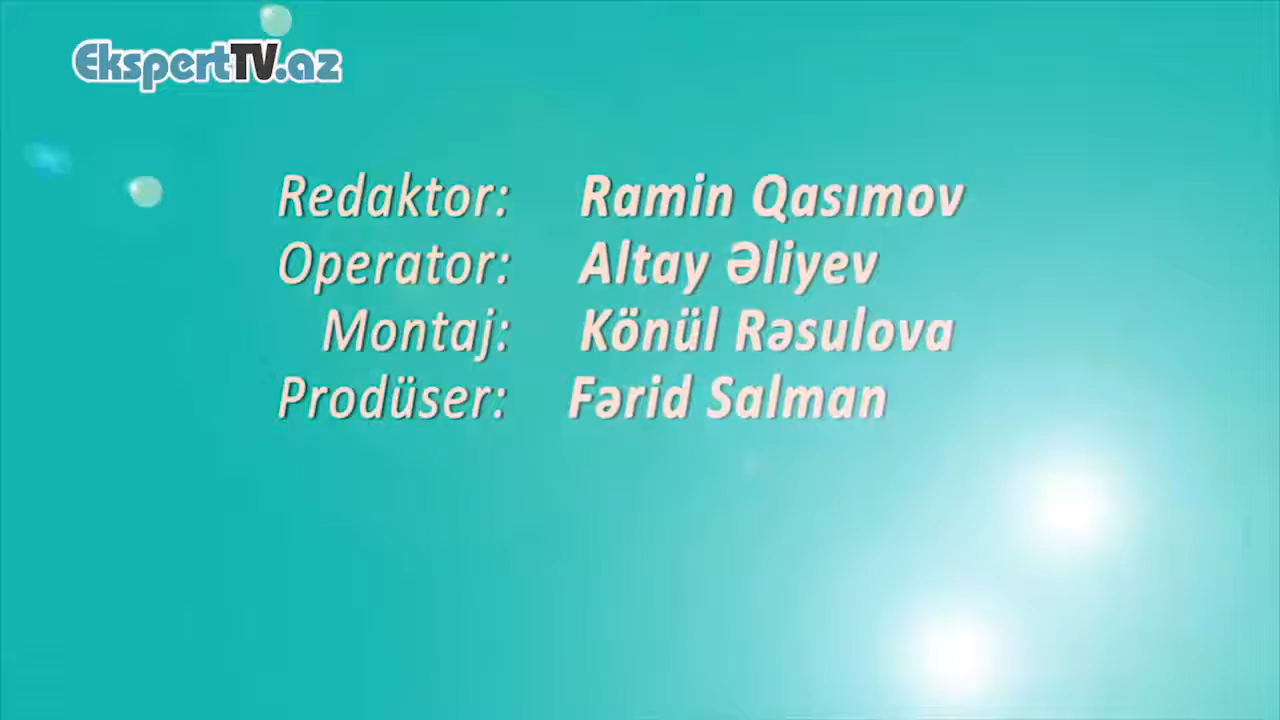 EkspertTV.az
Redaktor: Ramin Qasımov
Operator: Altay Əliyev
Montaj: Könül Rəsulova
Prodüser: Fərid Salman